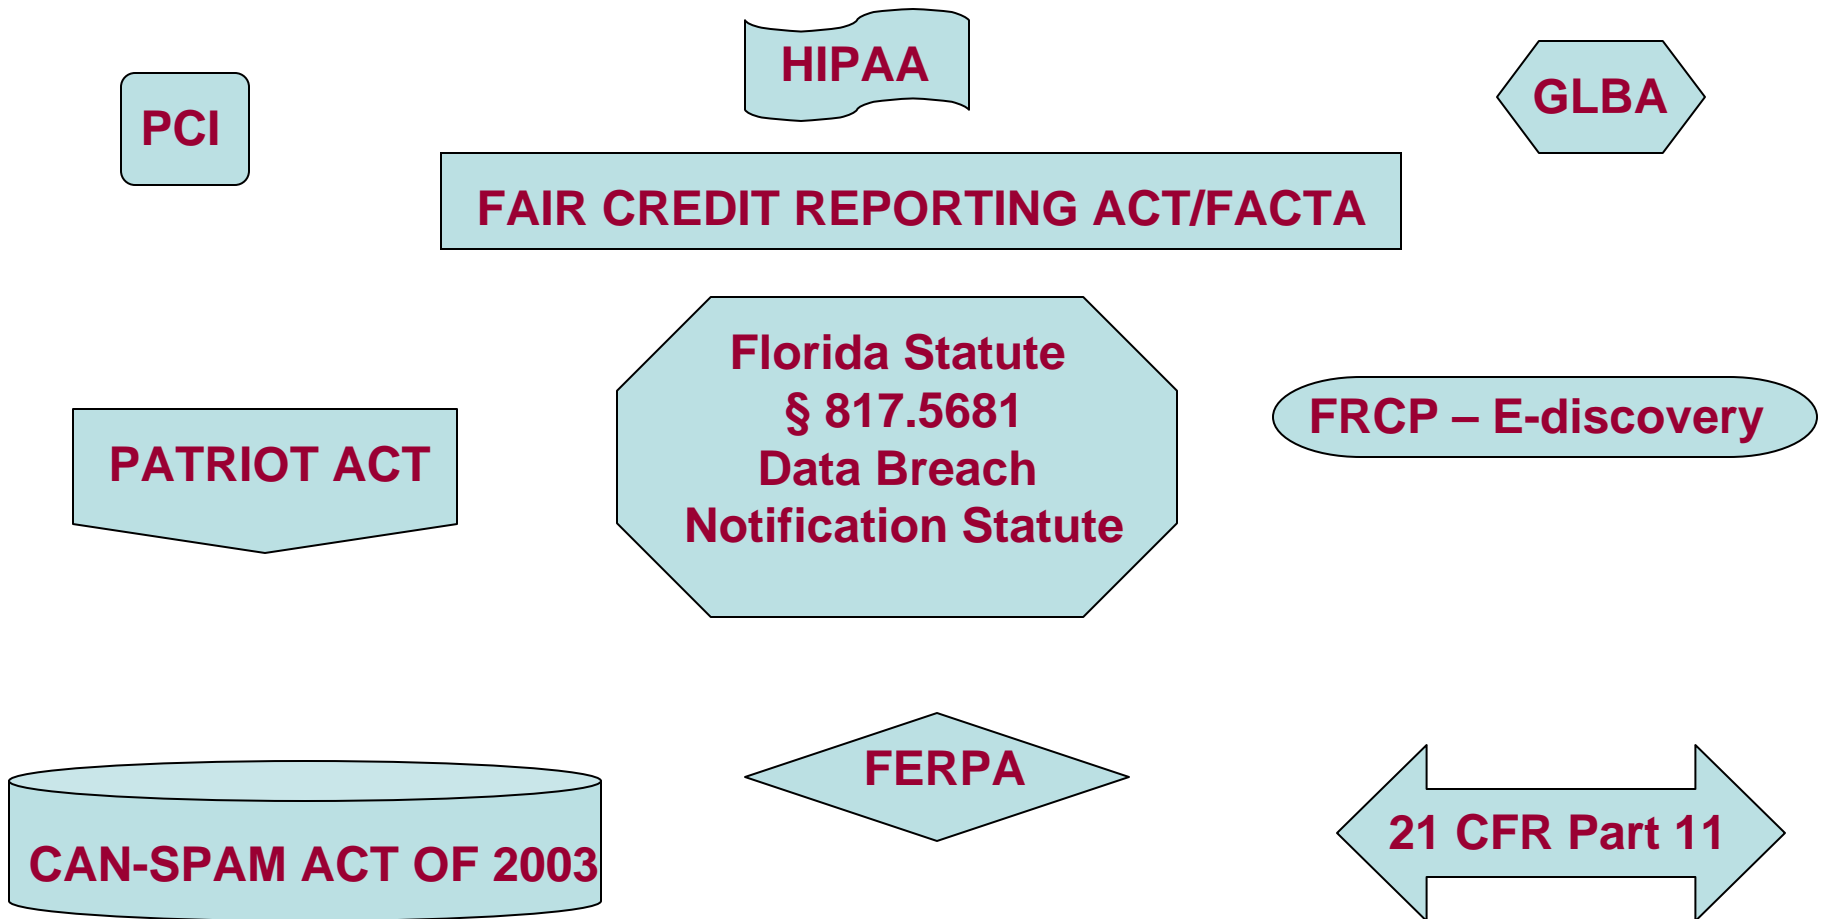 HIPAA
PCI
GLBA
FAIR CREDIT REPORTING ACT/FACTA
Florida Statute
§ 817.5681
Data Breach
Notification Statute
PATRIOT ACT
FRCP – E-discovery
FERPA
CAN-SPAM ACT OF 2003
21 CFR Part 11